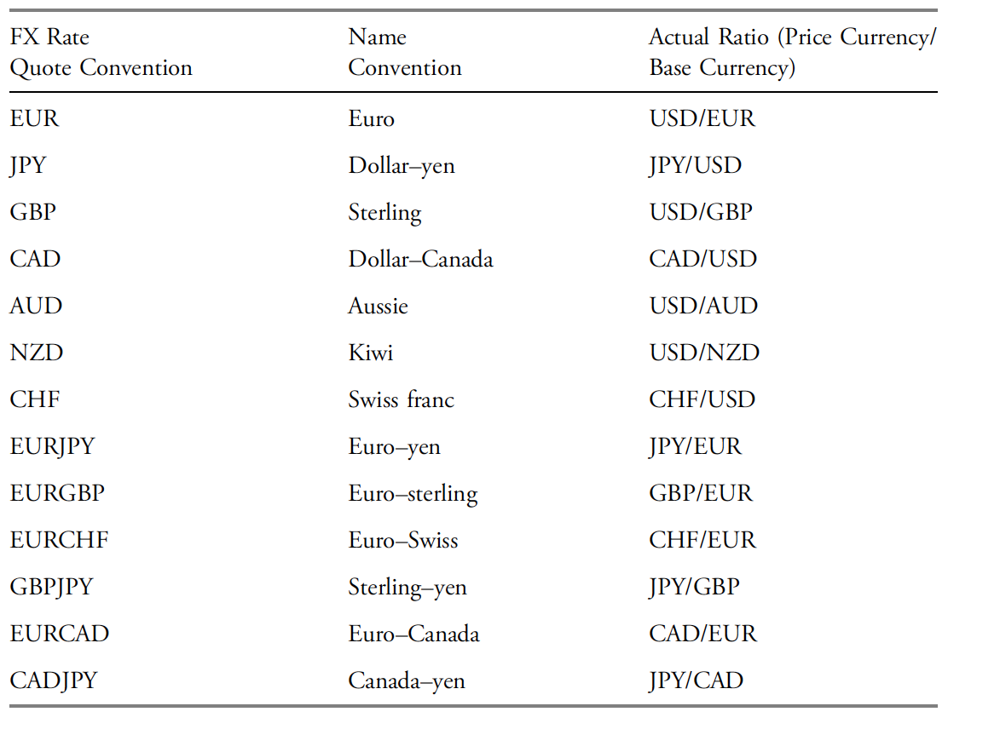 FX Rate Name Actual Ratio (Price Currency/
Quote Convention Convention Base Currency)
EUR Euro USD/EUR
JPY Dollar–yen JPY/USD
GBP Sterling USD/GBP
CAD Dollar–Canada CAD/USD
AUD Aussie USD/AUD
NZD Kiwi USD/NZD
CHF Swiss franc CHF/USD
EURJPY Euro–yen JPY/EUR
EURGBP Euro–sterling GBP/EUR
EURCHF Euro–Swiss CHF/EUR
GBPJPY Sterling–yen JPY/GBP
EURCAD Euro–Canada CAD/EUR
CADJPY Canada–yen JPY/CAD